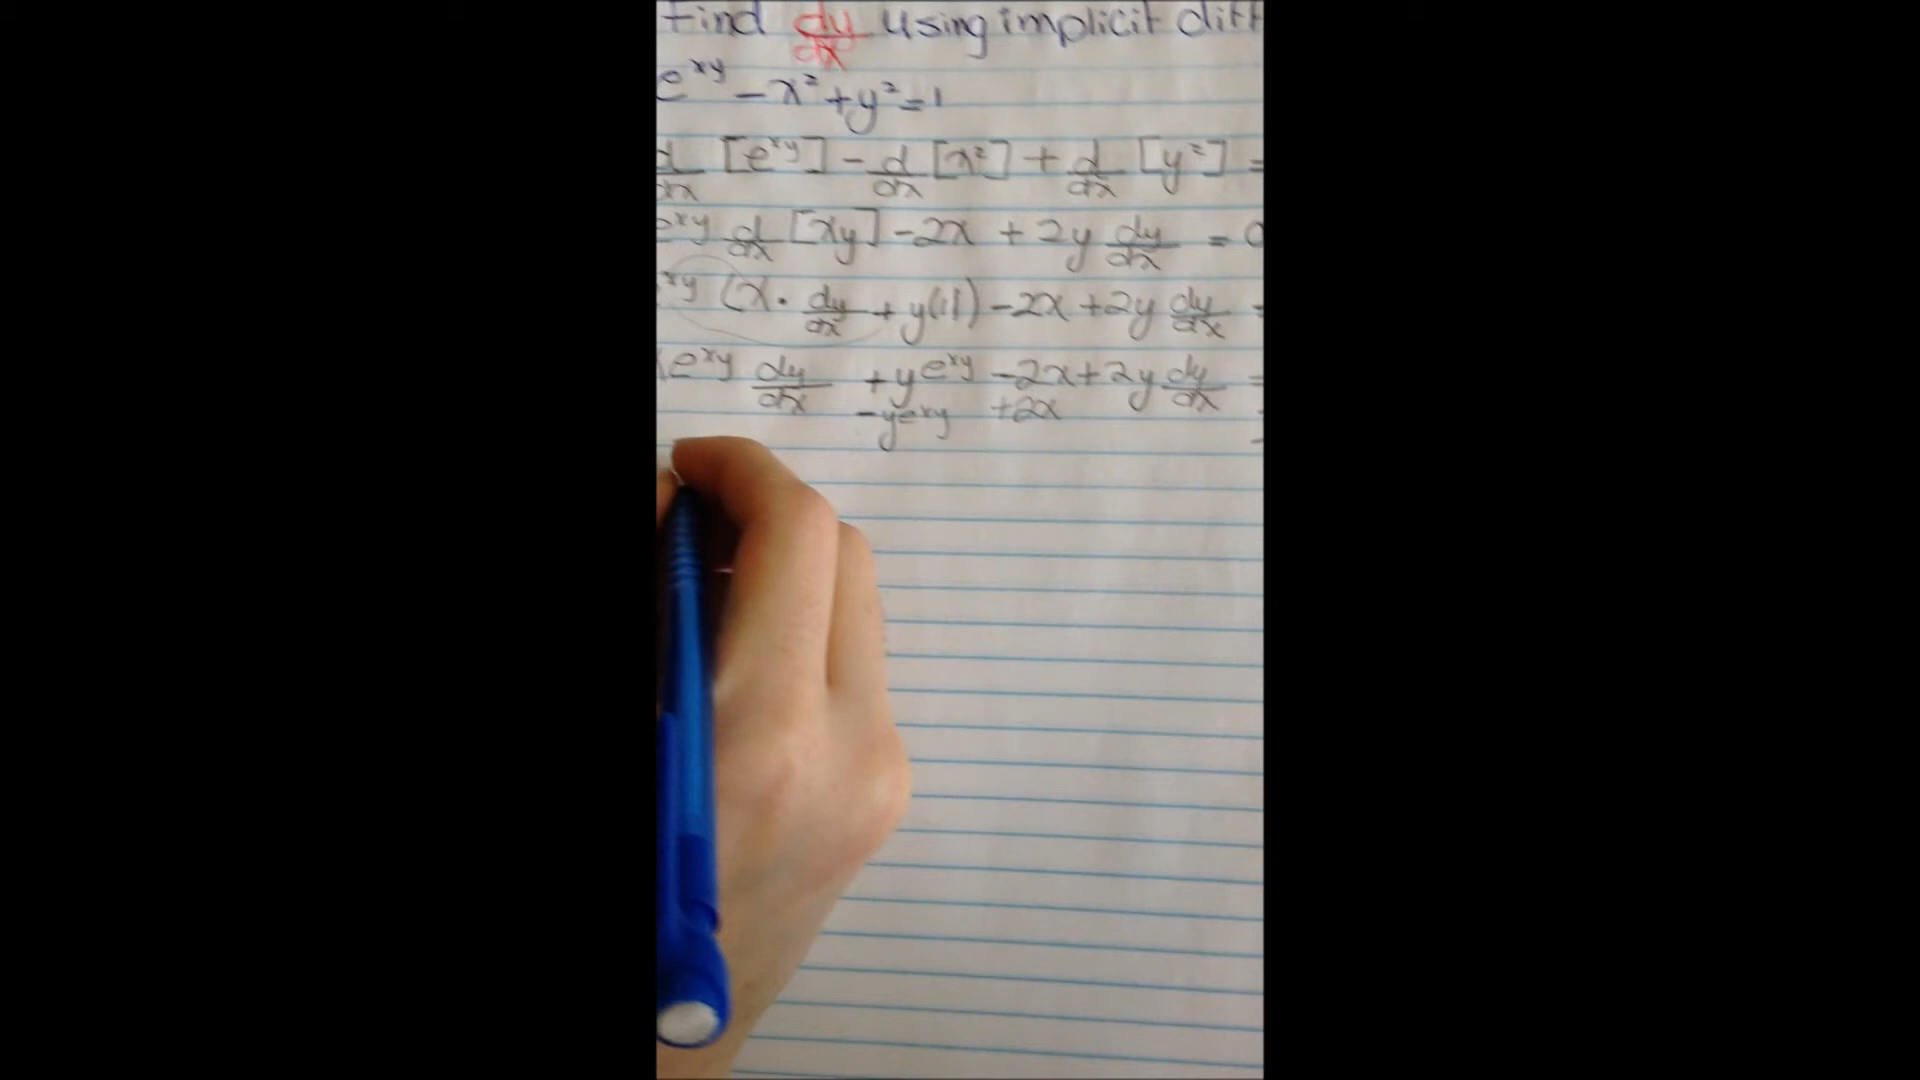 Find dy/dx using implicit diff
e^xy - x² + y² = 1
d/dx [e^xy] - d/dx [x²] + d/dx [y²] =
e^xy d/dx [xy] - 2x + 2y dy/dx = 0
xy (x · dy/dx + y(1) - 2x + 2y dy/dx =
xe^xy dy/dx + ye^xy - 2x + 2y dy/dx =
-ye^xy +2x